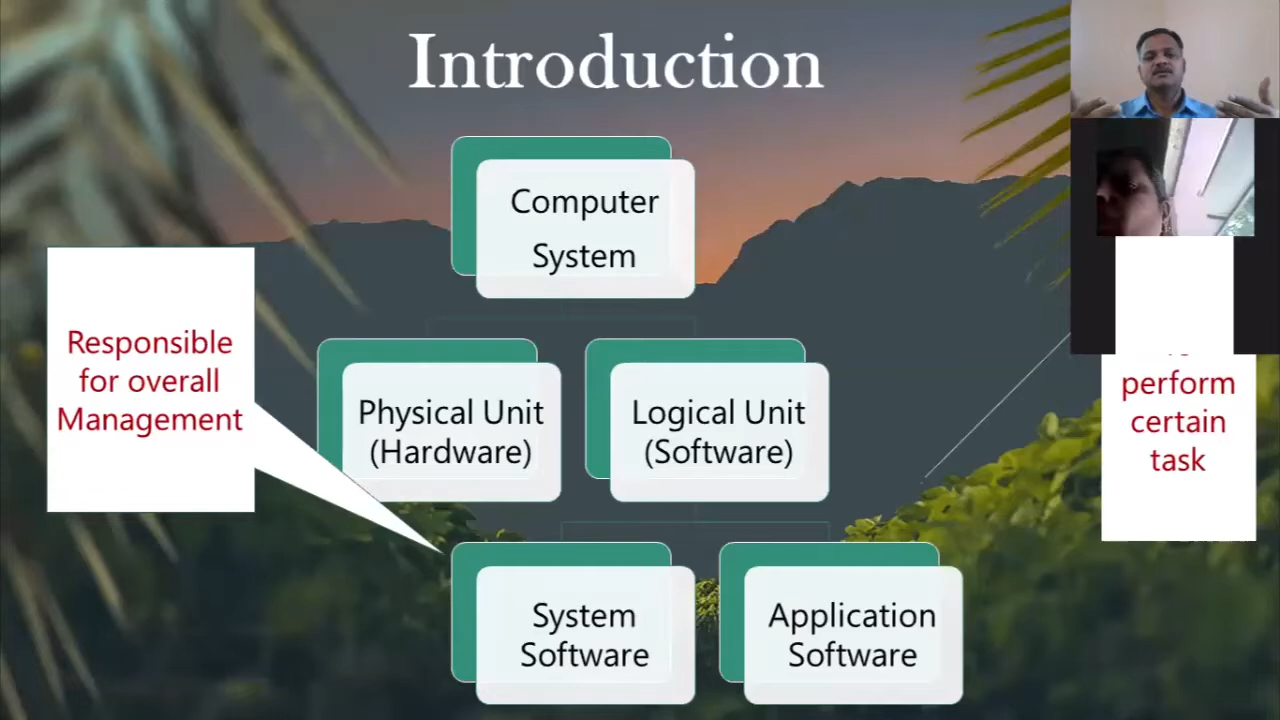 Introduction
Computer
System
Responsible
for overall
Management
Physical Unit
(Hardware)
Logical Unit
(Software)
perform
certain
task
System
Software
Application
Software